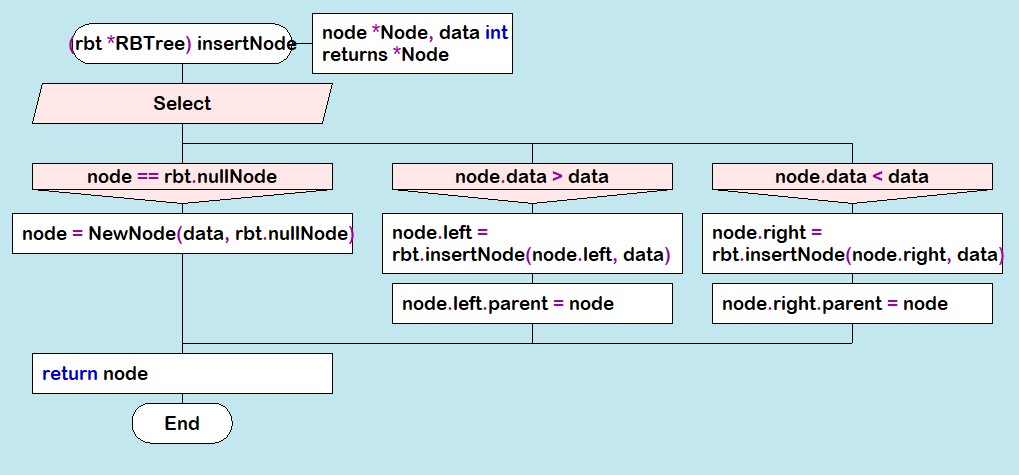 (rbt *RBTree) insertNode
node *Node, data int
returns *Node
Select
node == rbt.nullNode
node.data > data
node.data < data
node = NewNode(data, rbt.nullNode)
node.left =
rbt.insertNode(node.left, data)
node.right =
rbt.insertNode(node.right, data)
node.left.parent = node
node.right.parent = node
return node
End